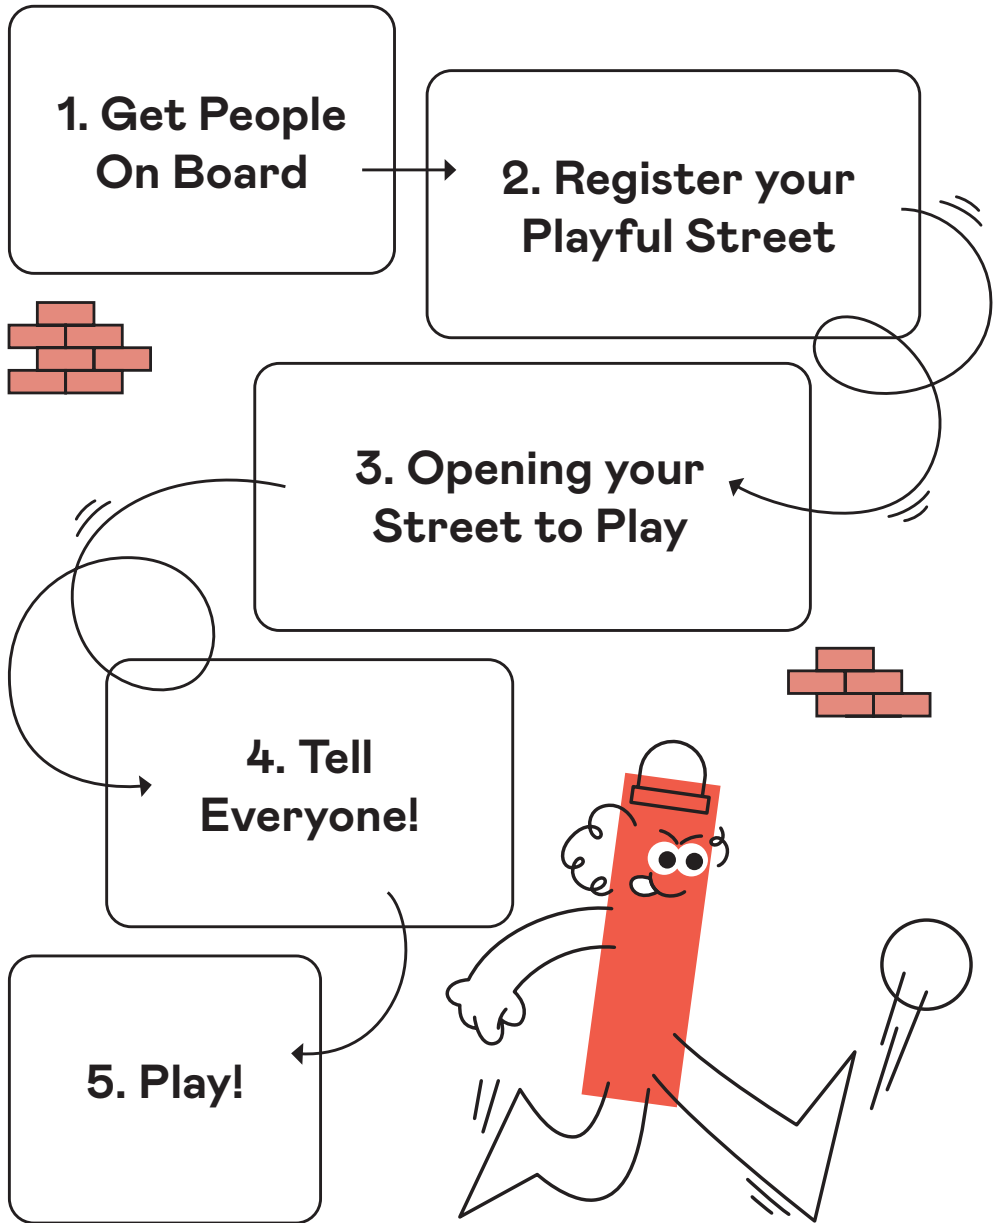 1. Get People
On Board
2. Register your
Playful Street
3. Opening your
Street to Play
4. Tell
Everyone!
5. Play!